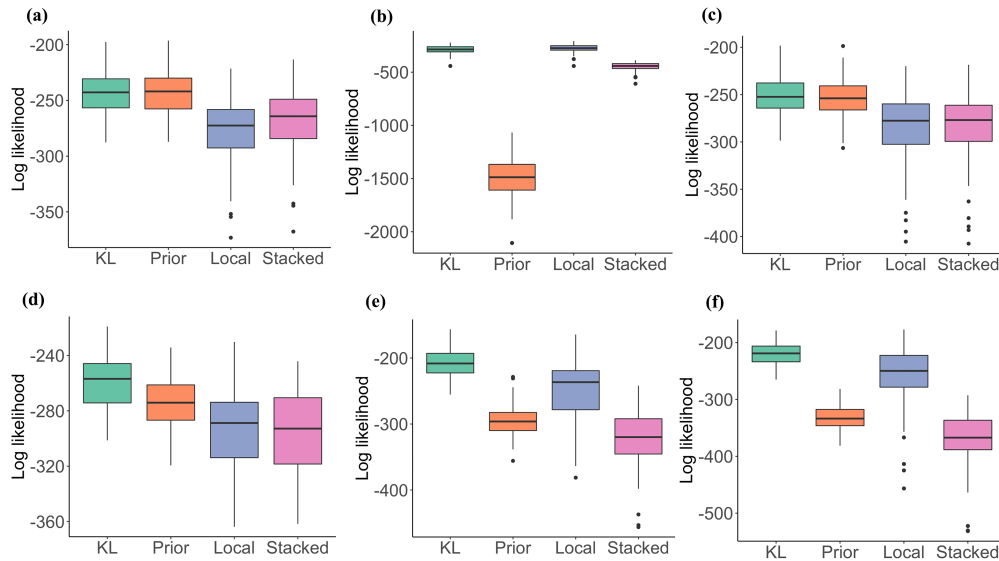 (a)
Log likelihood
-200
-250
-300
-350
KL Prior Local Stacked
(b)
Log likelihood
-500
-1000
-1500
-2000
KL Prior Local Stacked
(c)
Log likelihood
-200
-250
-300
-350
-400
KL Prior Local Stacked
(d)
Log likelihood
-240
-280
-320
-360
KL Prior Local Stacked
(e)
Log likelihood
-200
-300
-400
KL Prior Local Stacked
(f)
Log likelihood
-200
-300
-400
-500
KL Prior Local Stacked